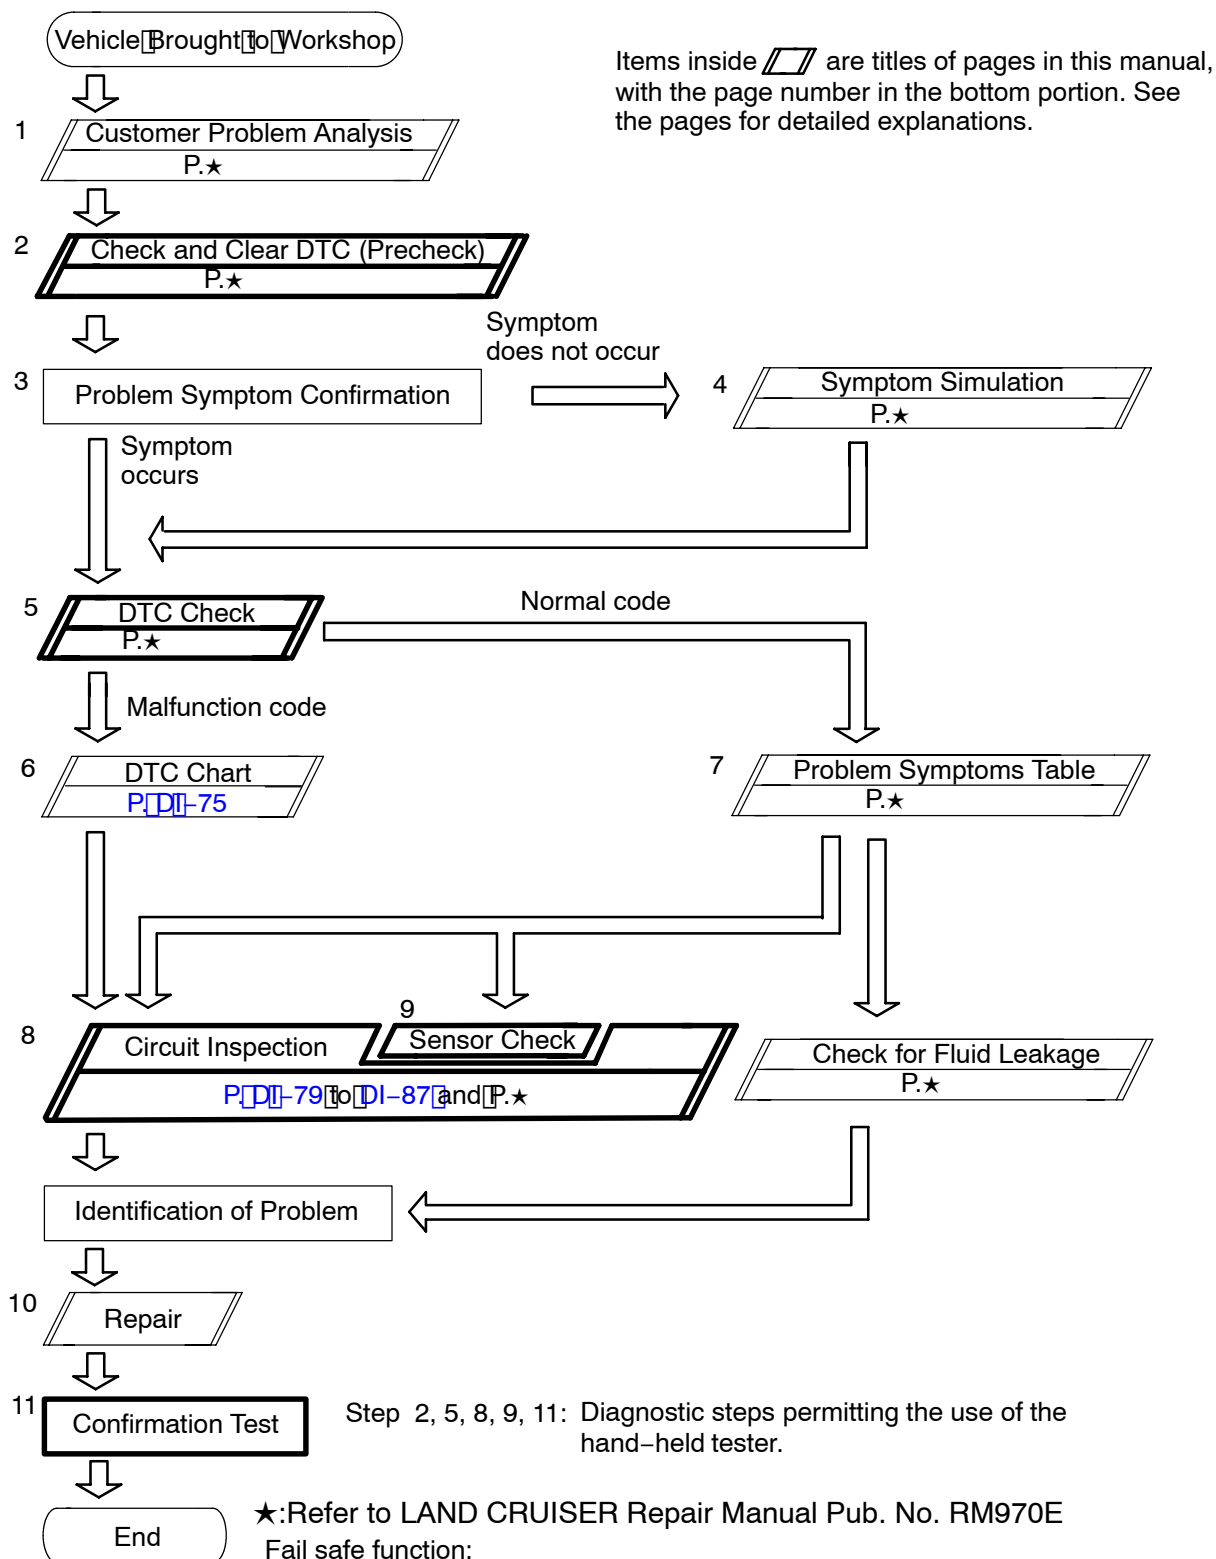 Vehicle Brought to Workshop
Items inside are titles of pages in this manual,
with the page number in the bottom portion. See
the pages for detailed explanations.
1
Customer Problem Analysis
P.★
2
Check and Clear DTC (Precheck)
P.★
Symptom
does not occur
3
Problem Symptom Confirmation
4
Symptom Simulation
P.★
Symptom
occurs
5
DTC Check
P.★
Normal code
Malfunction code
6
DTC Chart
P. DI–75
7
Problem Symptoms Table
P.★
8
Circuit Inspection
9
Sensor Check
P. DI–79 to DI–87 and P.★
Check for Fluid Leakage
P.★
Identification of Problem
10
Repair
11
Confirmation Test
Step 2, 5, 8, 9, 11: Diagnostic steps permitting the use of the
hand–held tester.
End
★:Refer to LAND CRUISER Repair Manual Pub. No. RM970E
Fail safe function: